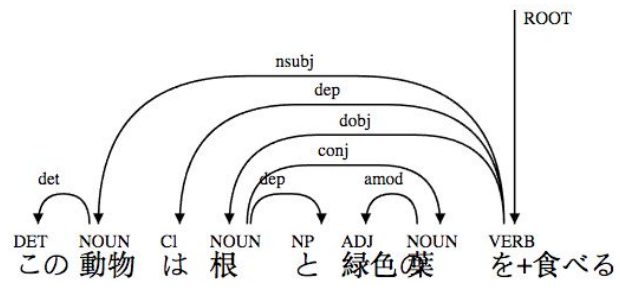 ROOT
nsubj
dep
dobj
conj
det dep amod
DET NOUN Cl NOUN NP ADJ NOUN VERB
この 動物 は 根 と 緑色の葉 を+食べる